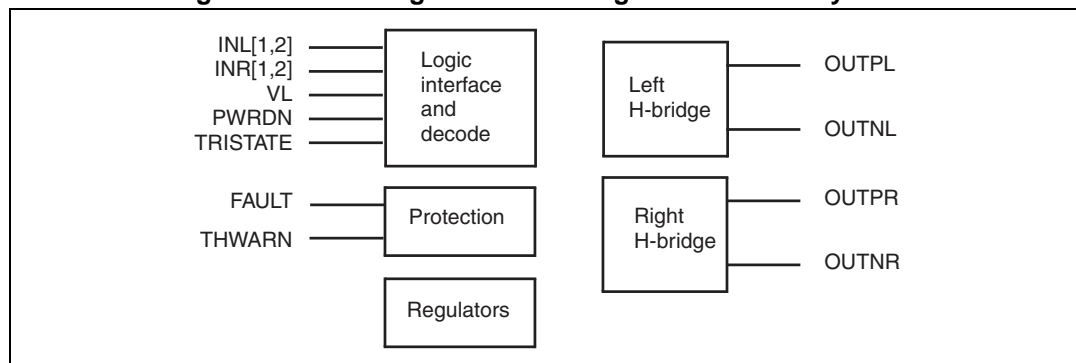 INL[1,2]
INR[1,2]
VL
PWRDN
TRISTATE
Logic
interface
and
decode
FAULT
THWARN
Protection
Regulators
Left
H-bridge
OUTPL
OUTNL
Right
H-bridge
OUTPR
OUTNR